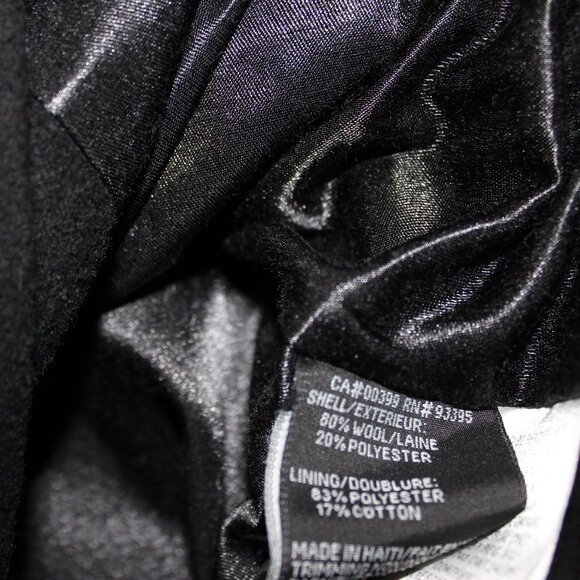 CA#00399 RN# 93395
SHELL/EXTERIEUR:
80% WOOL/LAINE
20% POLYESTER
LINING/DOUBLURE:
83% POLYESTER
17% COTTON
MADE IN HAITI/FAIT